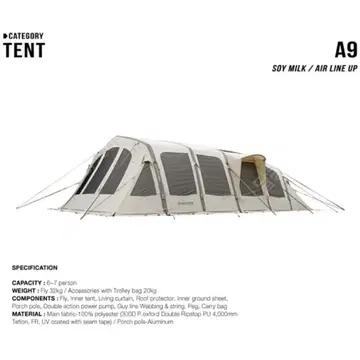 CATEGORY
TENT
A9
SOY MILK / AIR LINE UP
SPECIFICATION
CAPACITY : 6~7 person
WEIGHT : Fly 32kg / Accessories with Trolley bag 20kg
COMPONENTS : Fly, Inner tent, Living curtain, Roof protector, Inner ground sheet,
Porch pole, Double action power pump, Guy line Wabbing & string, Peg, Carry bag
MATERIAL : Main fabric-100% polyester (300D P.oxford Double Ripstop PU 4,000mm
Teflon, FR, UV coated with seam tape) / Porch pole-Aluminum